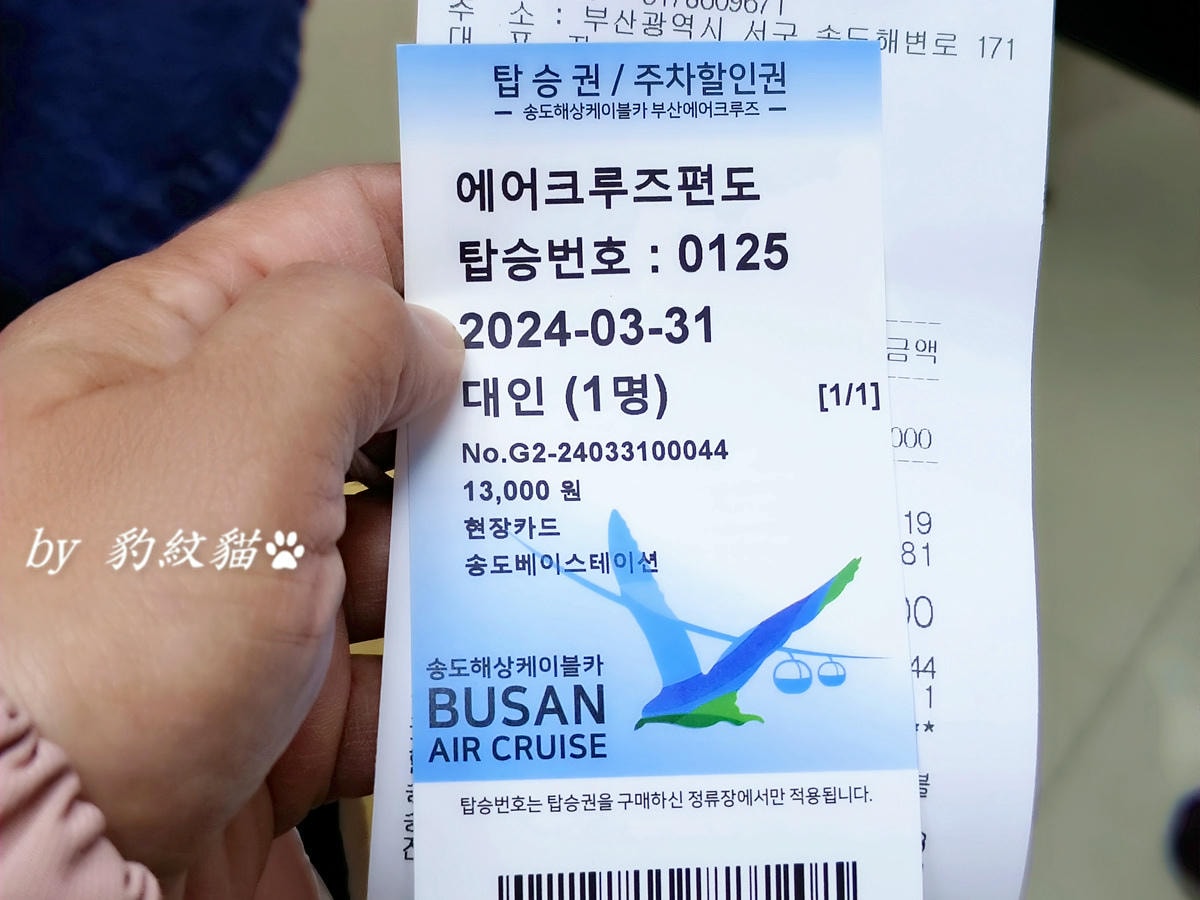 주 소 : 부산광역시 서구 송도해변로 171
탑승권 / 주차할인권
송도해상케이블카 부산에어크루즈
에어크루즈편도
탑승번호 : 0125
2024-03-31
대인 (1명) [1/1]
No.G2-24033100044
13,000 원
현장카드
송도베이스테이션
송도해상케이블카
BUSAN
AIR CRUISE
탑승번호는 탑승권을 구매하신 정류장에서만 적용됩니다.
금액
000
19
81
00
44
1
by 豹紋貓